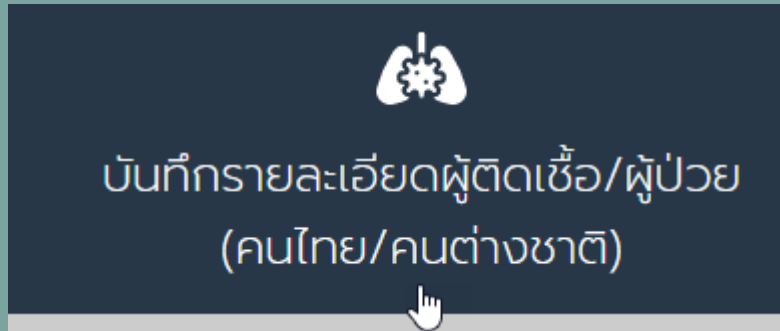 บันทึกรายละเอียดผู้ติดเชื้อ/ผู้ป่วย
(คนไทย/คนต่างชาติ)